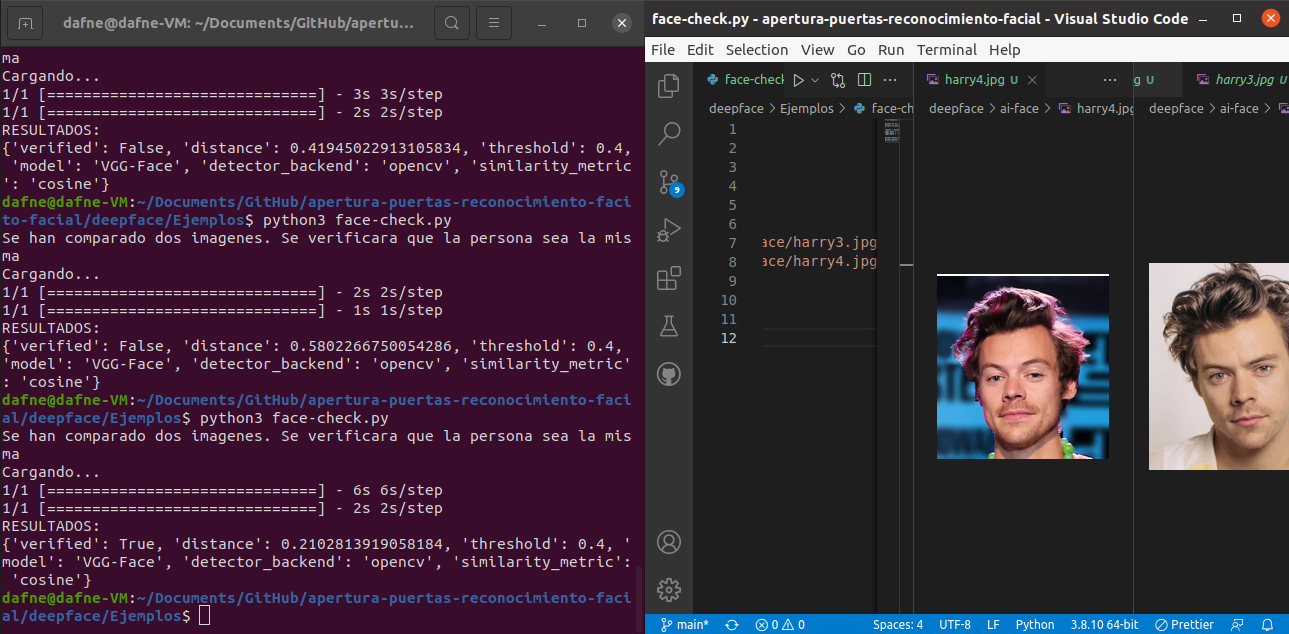 dafne@dafne-VM: ~/Documents/GitHub/apertu...
ma
Cargando...
1/1 [==============================] - 3s 3s/step
1/1 [==============================] - 2s 2s/step
RESULTADOS:
{'verified': False, 'distance': 0.41945022913105834, 'threshold': 0.4,
'model': 'VGG-Face', 'detector_backend': 'opencv', 'similarity_metric
': 'cosine'}
dafne@dafne-VM:~/Documents/GitHub/apertura-puertas-reconocimiento-faci
to-facial/deepface/Ejemplos$ python3 face-check.py
Se han comparado dos imagenes. Se verificara que la persona sea la mis
ma
Cargando...
1/1 [==============================] - 2s 2s/step
1/1 [==============================] - 1s 1s/step
RESULTADOS:
{'verified': False, 'distance': 0.5802266750054286, 'threshold': 0.4,
'model': 'VGG-Face', 'detector_backend': 'opencv', 'similarity_metric'
: 'cosine'}
dafne@dafne-VM:~/Documents/GitHub/apertura-puertas-reconocimiento-faci
al/deepface/Ejemplos$ python3 face-check.py
Se han comparado dos imagenes. Se verificara que la persona sea la mis
ma
Cargando...
1/1 [==============================] - 6s 6s/step
1/1 [==============================] - 2s 2s/step
RESULTADOS:
{'verified': True, 'distance': 0.2102813919058184, 'threshold': 0.4, '
model': 'VGG-Face', 'detector_backend': 'opencv', 'similarity_metric':
'cosine'}
dafne@dafne-VM:~/Documents/GitHub/apertura-puertas-reconocimiento-faci
al/deepface/Ejemplos$
face-check.py - apertura-puertas-reconocimiento-facial - Visual Studio Code
File Edit Selection View Go Run Terminal Help
face-check
harry4.jpg U
g U
harry3.jpg U
deepface > Ejemplos > face-ch
deepface > ai-face > harry4.jpg
deepface > ai-face >
1
2
3
4
5
6
7 ace/harry3.jpg
8 ace/harry4.jpg
9
10
11
12
9
main* 0 0 Spaces: 4 UTF-8 LF Python 3.8.10 64-bit Prettier